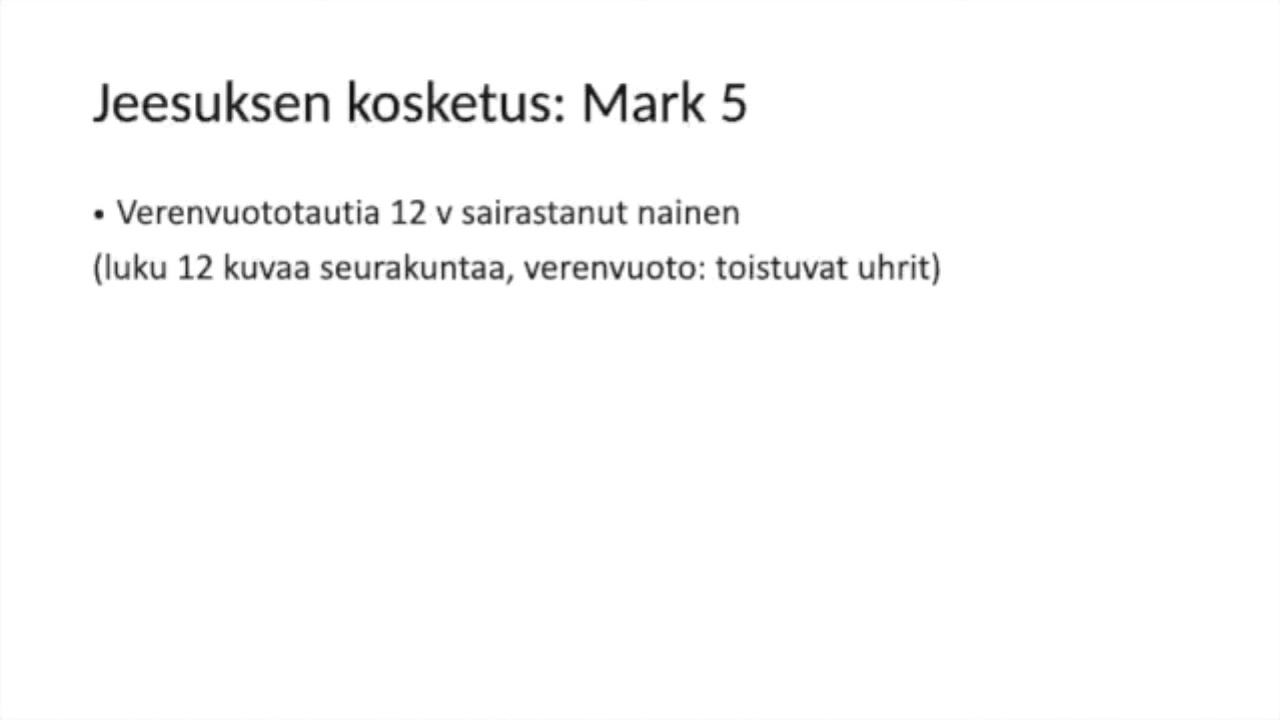 Jeesuksen kosketus: Mark 5
• Verenvuototautia 12 v sairastanut nainen
(luku 12 kuvaa seurakuntaa, verenvuoto: toistuvat uhrit)